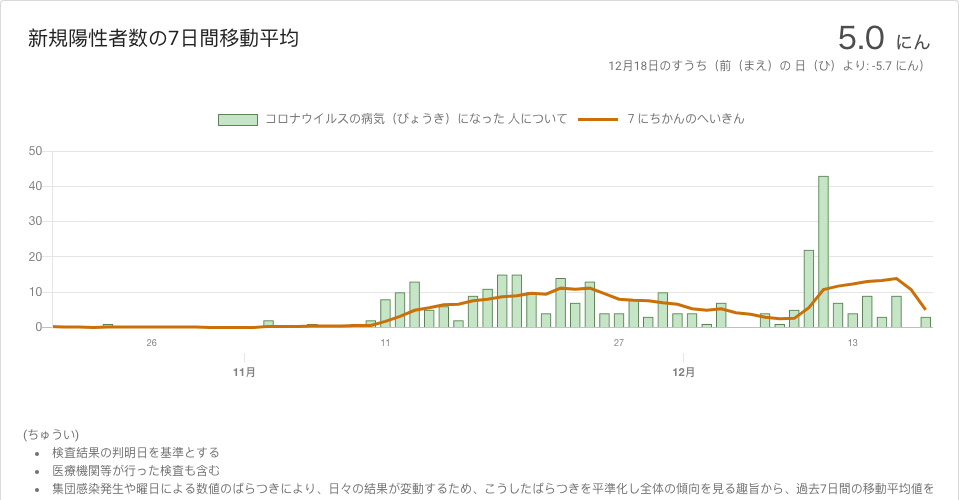 新規陽性者数の7日間移動平均
5.0 にん
12月18日のすうち（前（まえ）の 日（ひ）より: -5.7 にん）
コロナウイルスの病気（びょうき）になった 人について
7 にちかんのへいきん
50
40
30
20
10
0
26 11 27 13
11月 12月
(ちゅうい)
• 検査結果の判明日を基準とする
• 医療機関等が行った検査も含む
• 集団感染発生や曜日による数値のばらつきにより、日々の結果が変動するため、こうしたばらつきを平準化し全体の傾向を見る趣旨から、過去7日間の移動平均値を